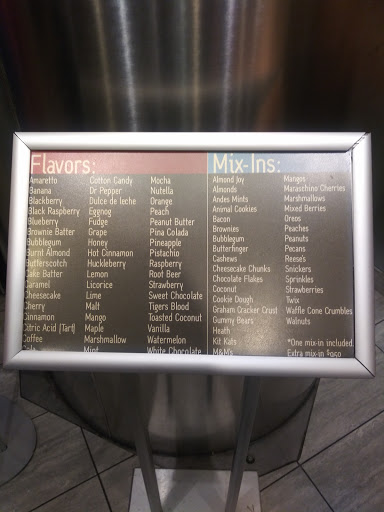 Flavors:
Amaretto
Banana
Blackberry
Black Raspberry
Blueberry
Brownie Batter
Bubblegum
Burnt Almond
Butterscotch
Cake Batter
Caramel
Cheesecake
Cherry
Cinnamon
Citric Acid (Tart)
Coffee
Cotton Candy
Dr Pepper
Dulce de leche
Eggnog
Fudge
Grape
Honey
Hot Cinnamon
Huckleberry
Lemon
Licorice
Lime
Malt
Mango
Maple
Marshmallow
Mint
Mocha
Nutella
Orange
Peach
Peanut Butter
Pina Colada
Pineapple
Pistachio
Raspberry
Root Beer
Strawberry
Sweet Chocolate
Tigers Blood
Toasted Coconut
Vanilla
Watermelon
White Chocolate
Mix-Ins:
Almond Joy
Almonds
Andes Mints
Animal Cookies
Bacon
Brownies
Bubblegum
Butterfinger
Cashews
Cheesecake Chunks
Chocolate Flakes
Coconut
Cookie Dough
Graham Cracker Crust
Gummy Bears
Heath
Kit Kats
M&M's
Mangos
Maraschino Cherries
Marshmallows
Mixed Berries
Oreos
Peaches
Peanuts
Pecans
Reese's
Snickers
Sprinkles
Strawberries
Twix
Waffle Cone Crumbles
Walnuts
*One mix-in included.
Extra mix-in